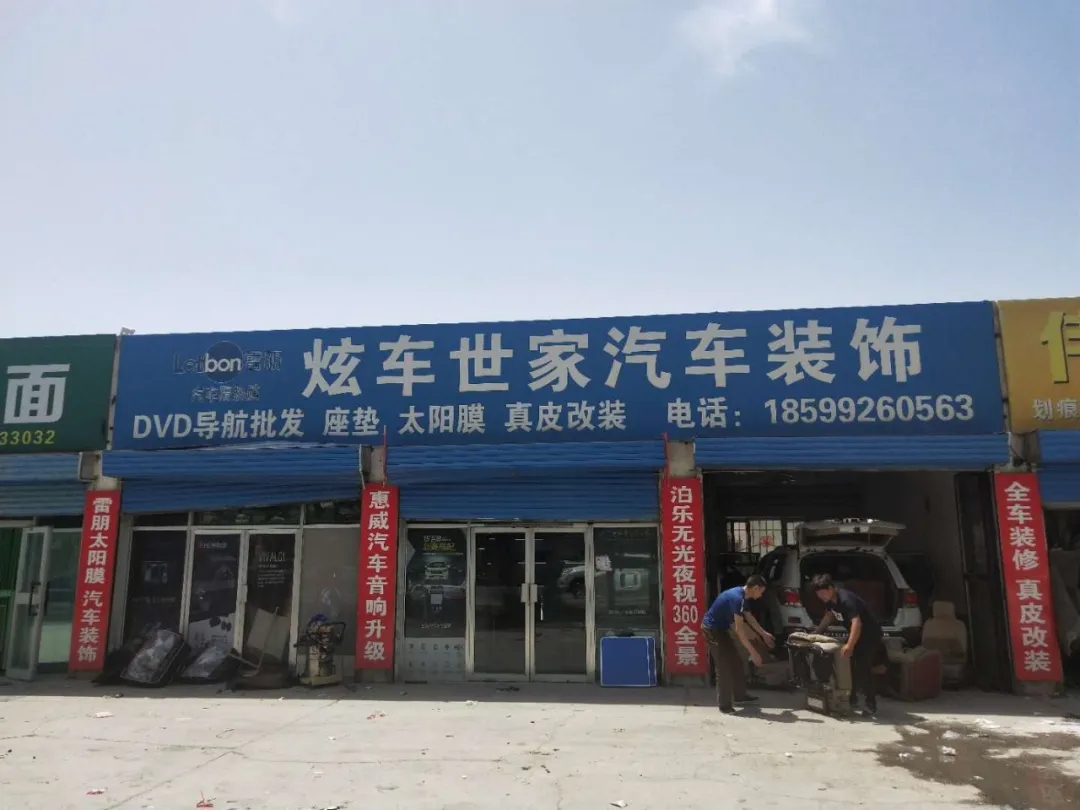 面
33032
bon
炫车世家汽车装饰
DVD导航批发 座垫 太阳膜 真皮改装 电话：18599260563
雷朋太阳膜 汽车装饰
惠威汽车音响升级
泊乐无光夜视360全景
全车装修 真皮改装
划痕